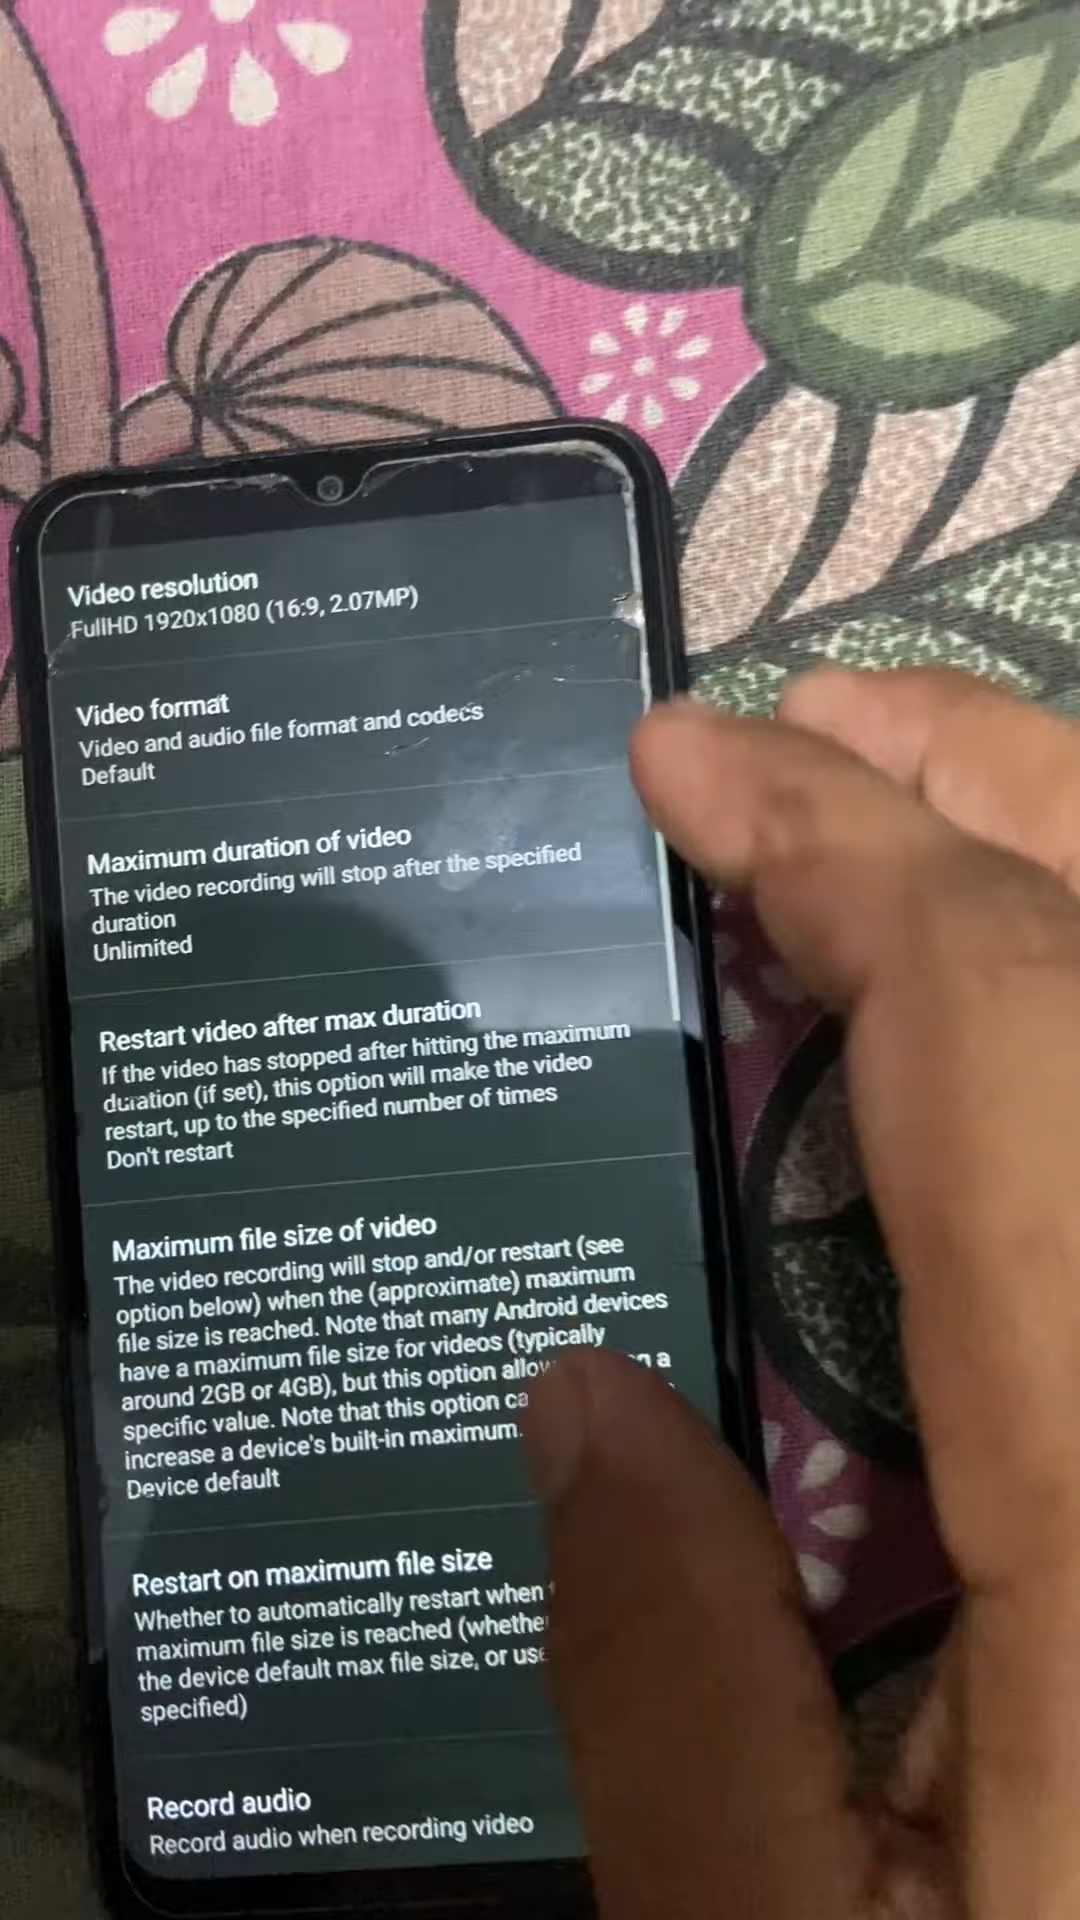 Video resolution
FullHD 1920x1080 (16:9, 2.07MP)
Video format
Video and audio file format and codecs
Default
Maximum duration of video
The video recording will stop after the specified
duration
Unlimited
Restart video after max duration
If the video has stopped after hitting the maximum
duration (if set), this option will make the video
restart, up to the specified number of times
Don't restart
Maximum file size of video
The video recording will stop and/or restart (see
option below) when the (approximate) maximum
file size is reached. Note that many Android devices
have a maximum file size for videos (typically
around 2GB or 4GB), but this option a
specific value. Note that this option
increase a device's built-in maximum.
Device default
Restart on maximum file size
Whether to automatically restart when
maximum file size is reached
the device default max file size, or
specified)
Record audio
Record audio when recording video